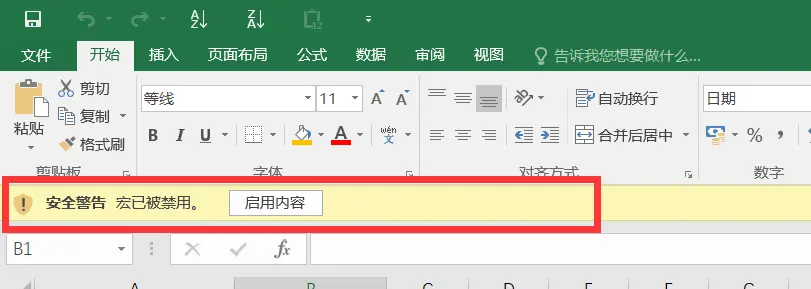 A Z Z A
文件 开始 插入 页面布局 公式 数据 审阅 视图 告诉我您想要做什么...
剪切 等线 11 A A 自动换行 日期
复制
粘贴 格式刷 B I U A wén 文 合并后居中 % ,
剪贴板 字体 对齐方式 数字
安全警告 宏已被禁用。 启用内容
B1 fx
A B C D E F G